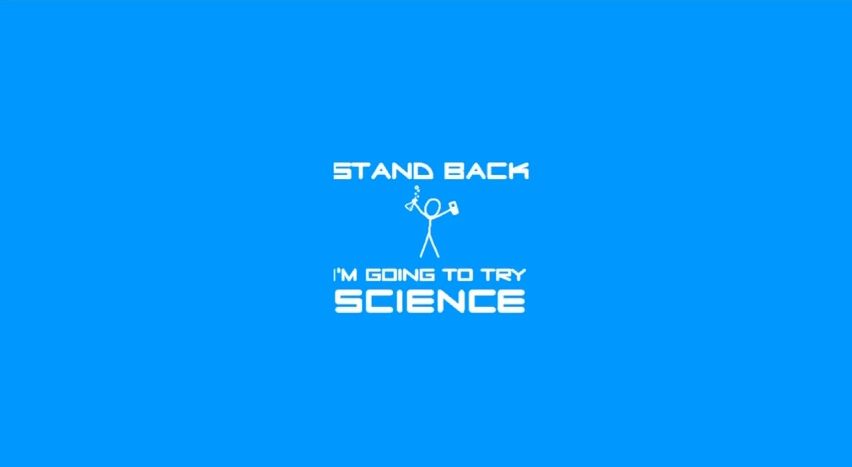 STAND BACK
I'M GOING TO TRY
SCIENCE